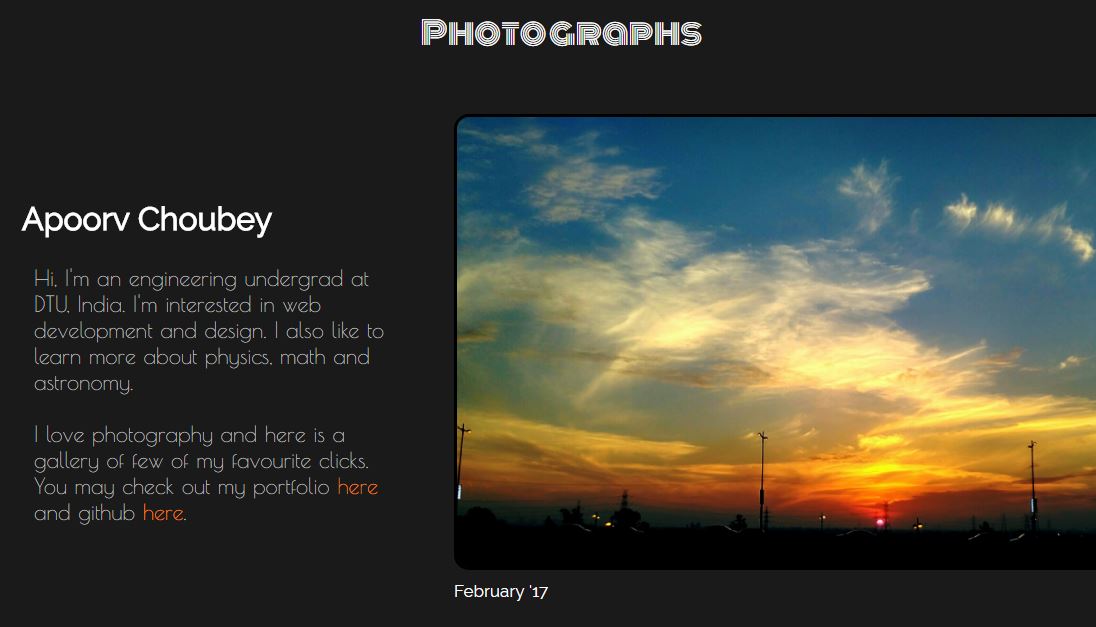 Photographs
Apoorv Choubey
Hi, I'm an engineering undergrad at
DTU, India. I'm interested in web
development and design. I also like to
learn more about physics, math and
astronomy.
I love photography and here is a
gallery of few of my favourite clicks.
You may check out my portfolio here
and github here.
February '17